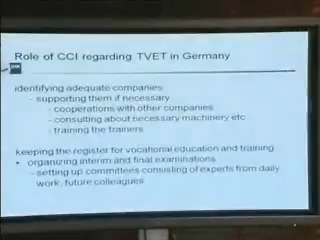 Role of CCI regarding TVET in Germany
IHK
identifying adequate companies
- supporting them if necessary
- cooperations with other companies
- consulting about necessary machinery etc
- training the trainers
keeping the register for vocational education and training
• organizing interim and final examinations
- setting up committees consisting of experts from daily
work, future colleagues